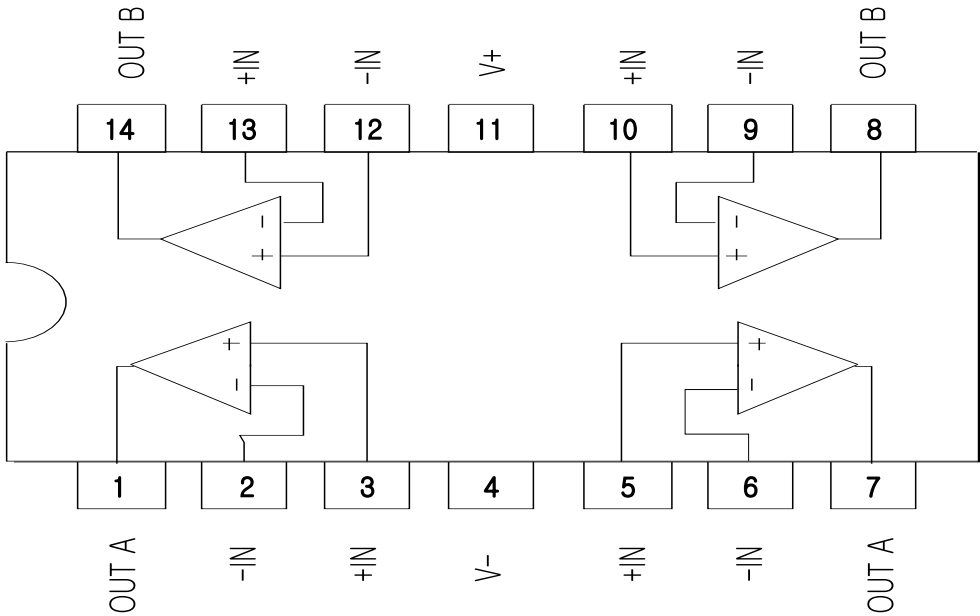 OUT B +IN -IN V+ +IN -IN OUT B
14 13 12 11 10 9 8
- -
+ +
+ +
- -
1 2 3 4 5 6 7
OUT A -IN +IN V- +IN -IN OUT A